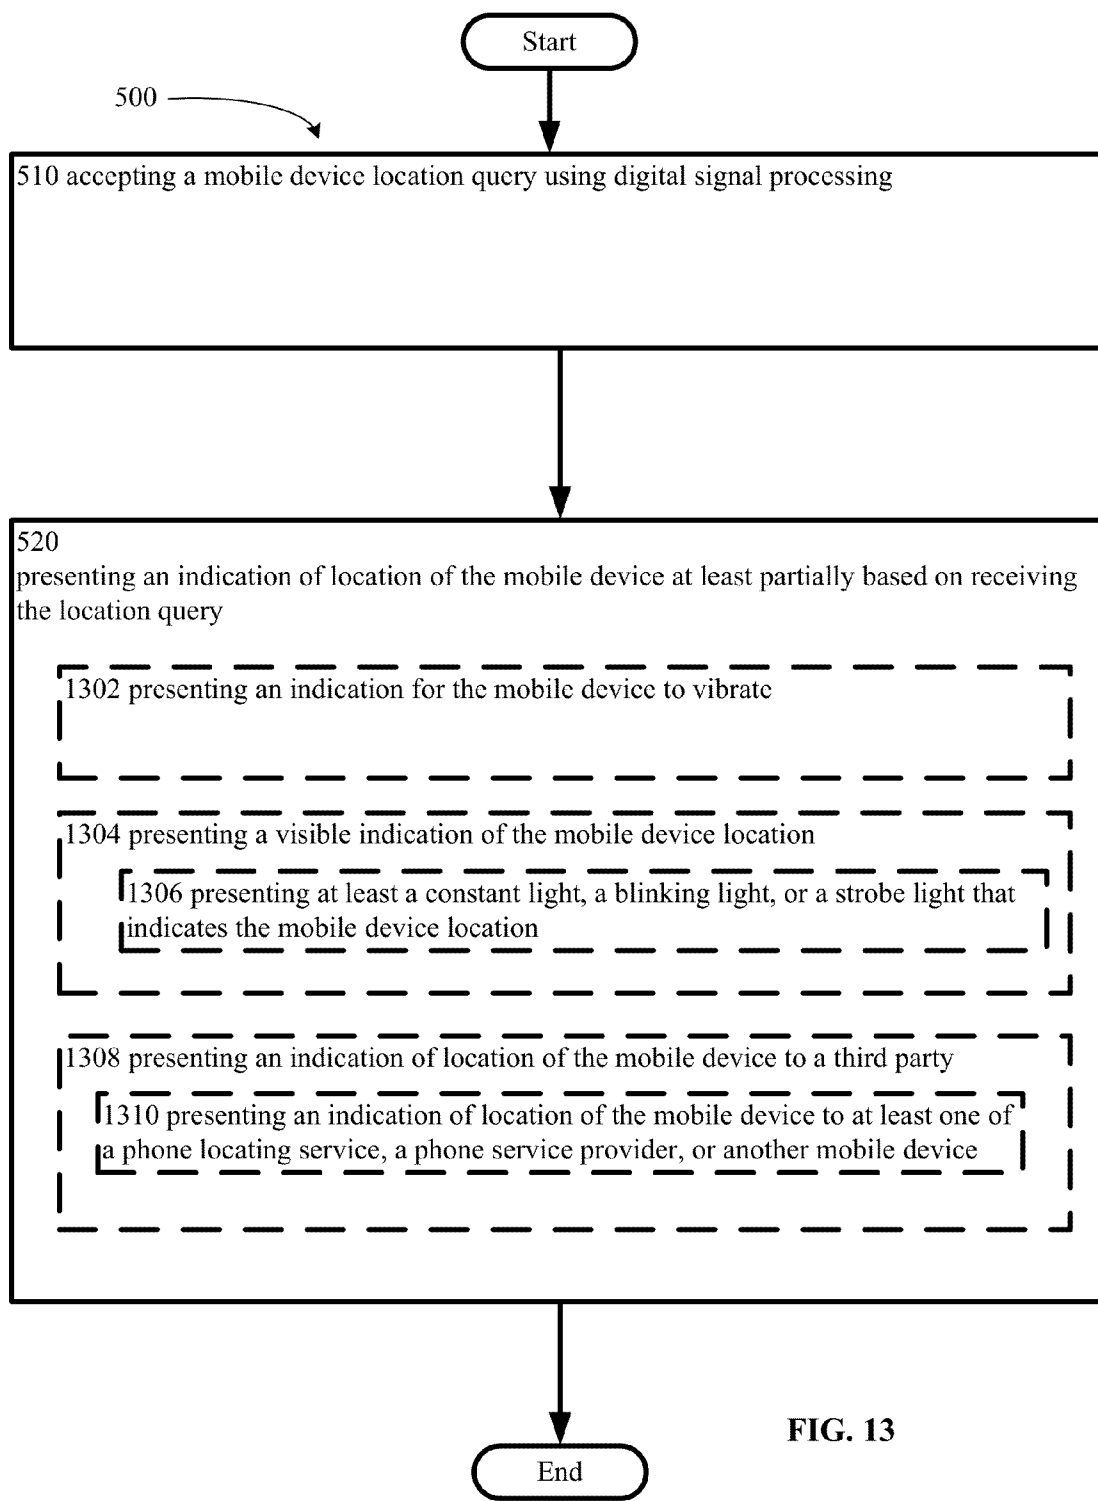 Start
500
510 accepting a mobile device location query using digital signal processing
520
presenting an indication of location of the mobile device at least partially based on receiving
the location query
1302 presenting an indication for the mobile device to vibrate
1304 presenting a visible indication of the mobile device location
1306 presenting at least a constant light, a blinking light, or a strobe light that
indicates the mobile device location
1308 presenting an indication of location of the mobile device to a third party
1310 presenting an indication of location of the mobile device to at least one of
a phone locating service, a phone service provider, or another mobile device
FIG. 13
End